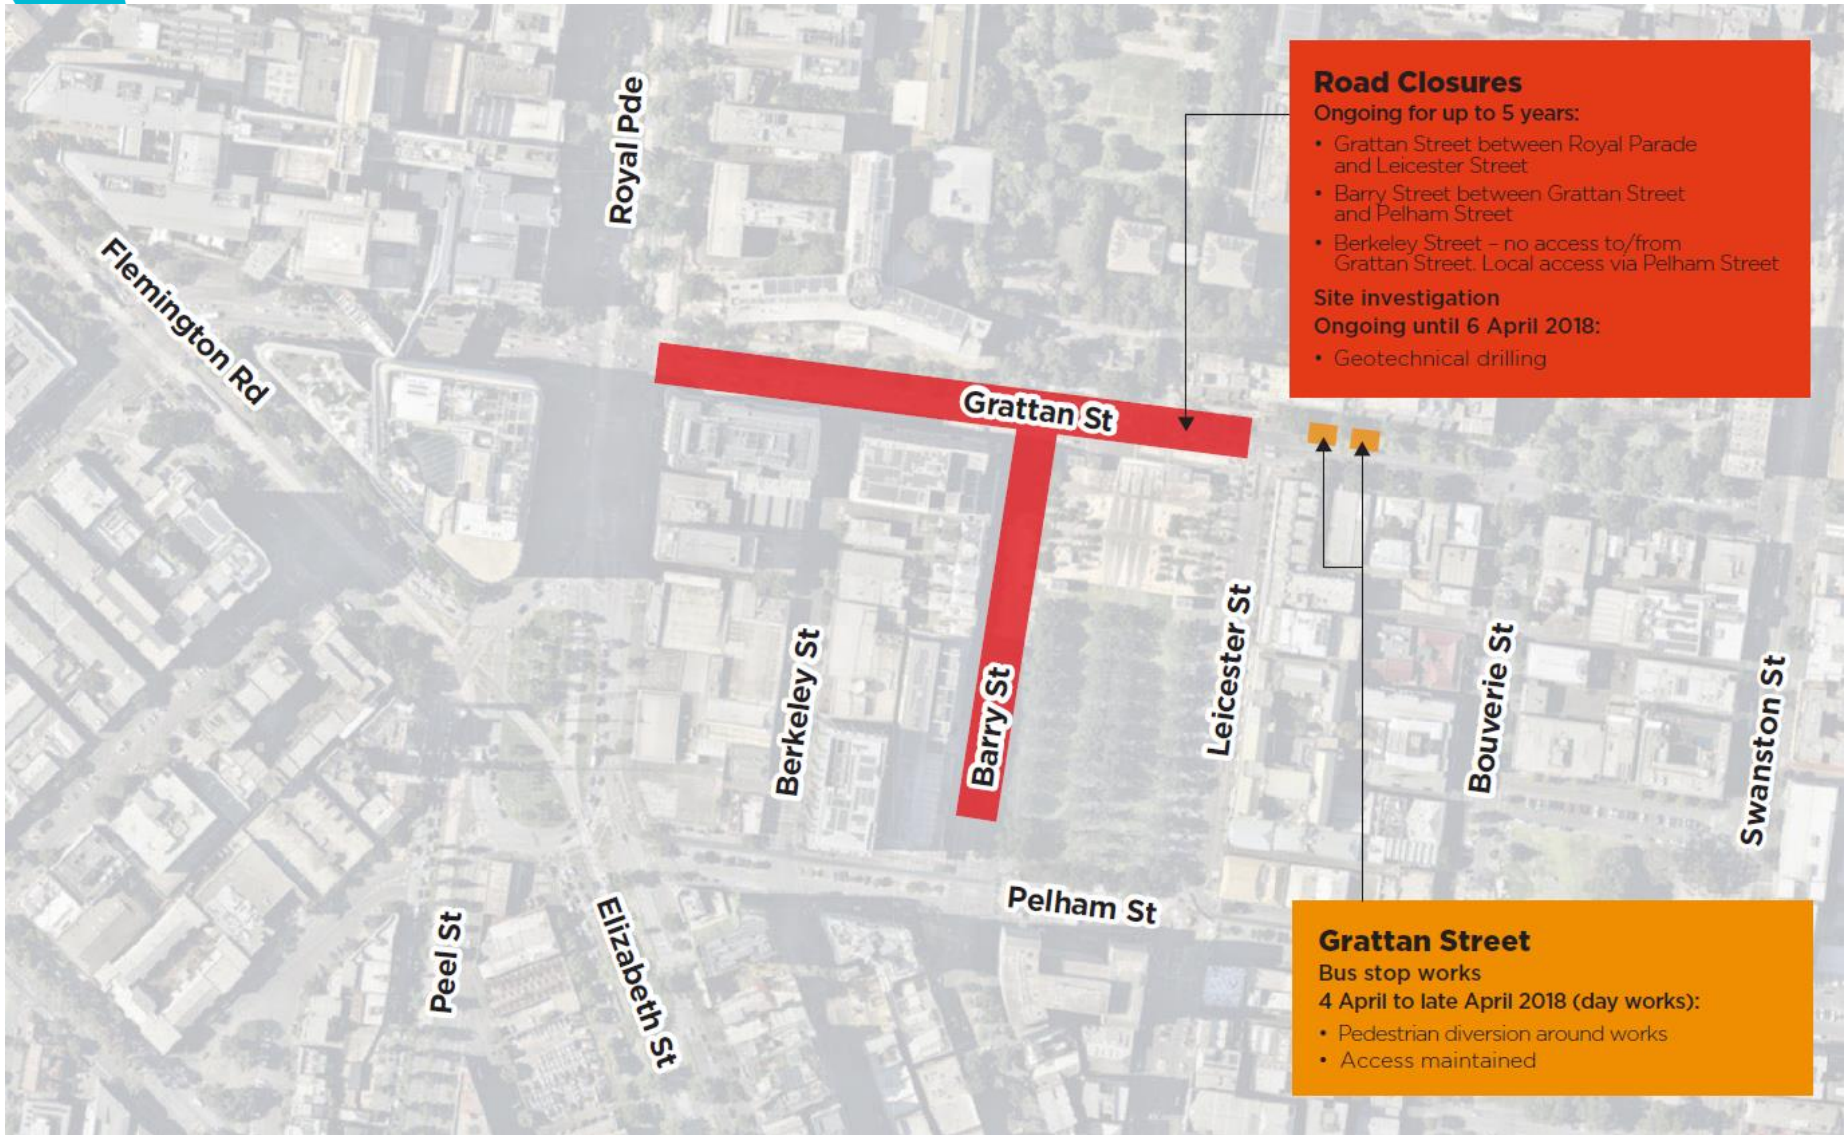 Royal Pde
Flemington Rd
Grattan St
Berkeley St
Barry St
Leicester St
Bouverie St
Swanston St
Pelham St
Peel St
Elizabeth St
Road Closures
Ongoing for up to 5 years:
• Grattan Street between Royal Parade
and Leicester Street
• Barry Street between Grattan Street
and Pelham Street
• Berkeley Street – no access to/from
Grattan Street. Local access via Pelham Street
Site investigation
Ongoing until 6 April 2018:
• Geotechnical drilling
Grattan Street
Bus stop works
4 April to late April 2018 (day works):
• Pedestrian diversion around works
• Access maintained